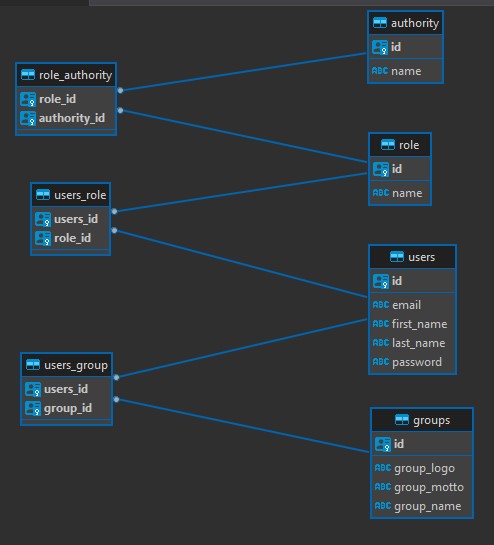 authority
id
ABC name
role_authority
role_id
authority_id
role
id
ABC name
users_role
users_id
role_id
users
id
ABC email
ABC first_name
ABC last_name
ABC password
users_group
users_id
group_id
groups
id
ABC group_logo
ABC group_motto
ABC group_name